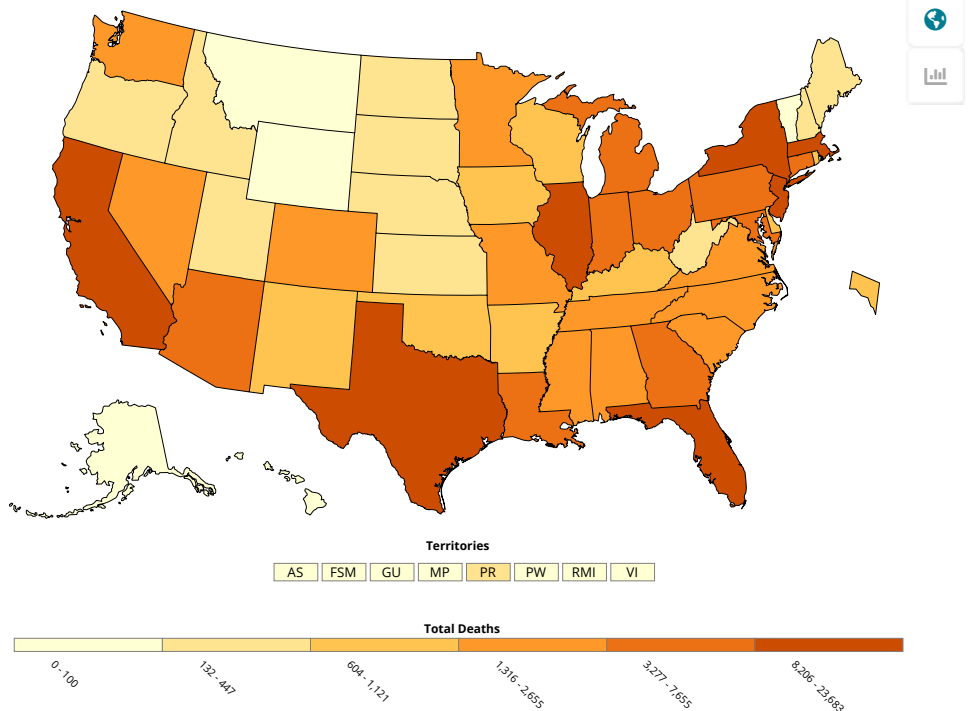 Territories
AS FSM GU MP PR PW RMI VI
Total Deaths
0 - 100
132 - 447
604 - 1,121
1,316 - 2,655
3,277 - 7,655
8,206 - 23,683